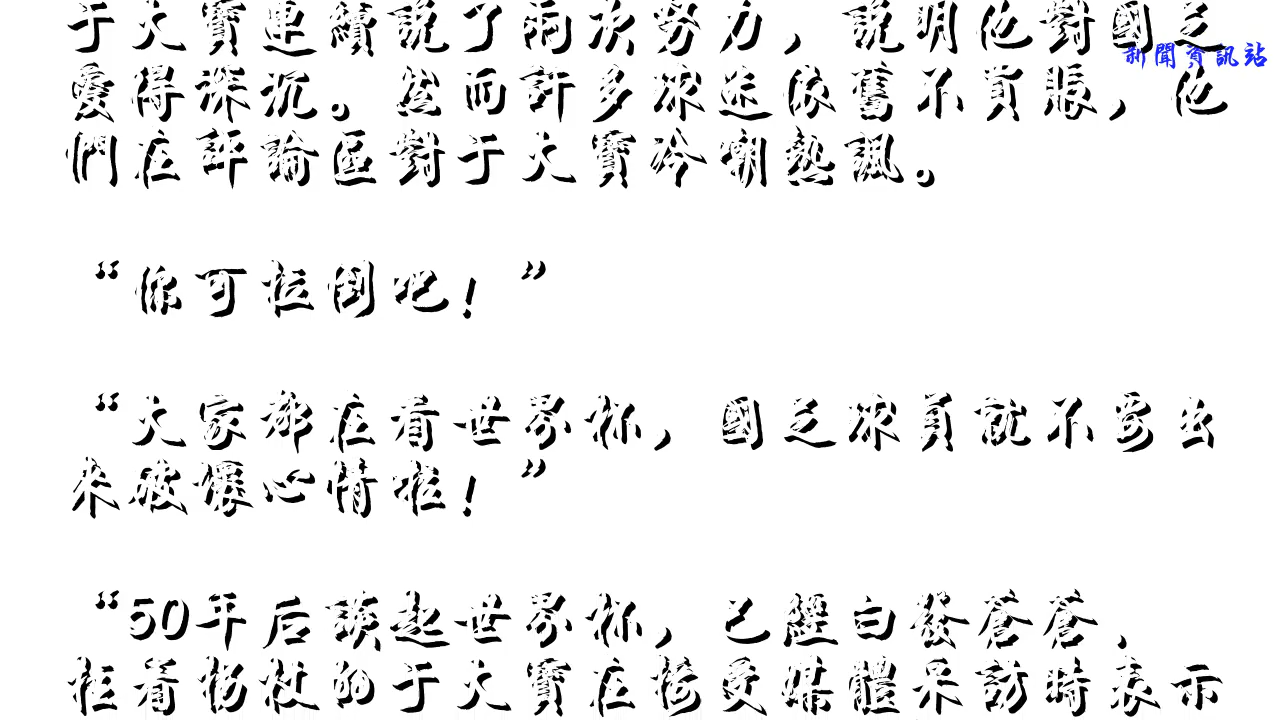 于大寶連續說了兩次努力，說明他對國足
新聞資訊站
愛得深沉。然而許多球迷依舊不買賬，他
們在評論區對于大寶冷嘲熱諷。
“你可拉倒吧！”
“大家都在看世界杯，國足球員就不要出
來破壞心情啦！”
“50年后談起世界杯，已經白發蒼蒼、
拄着拐杖的于大寶在接受媒體采訪時表示